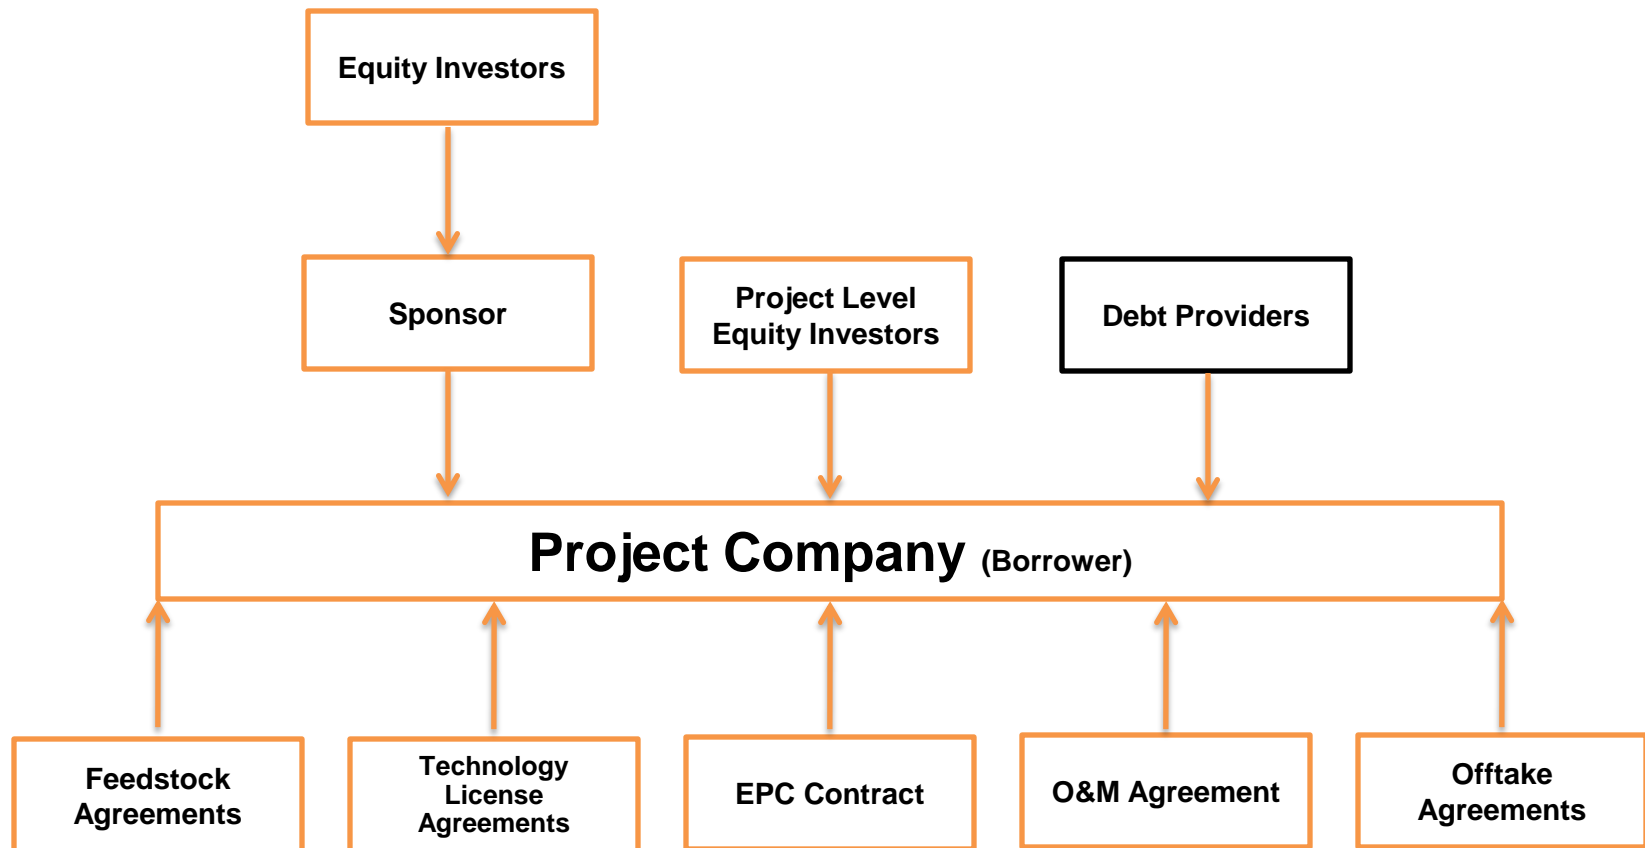 Equity Investors
Sponsor
Project Level
Equity Investors
Debt Providers
Project Company (Borrower)
Feedstock
Agreements
Technology
License
Agreements
EPC Contract
O&M Agreement
Offtake
Agreements